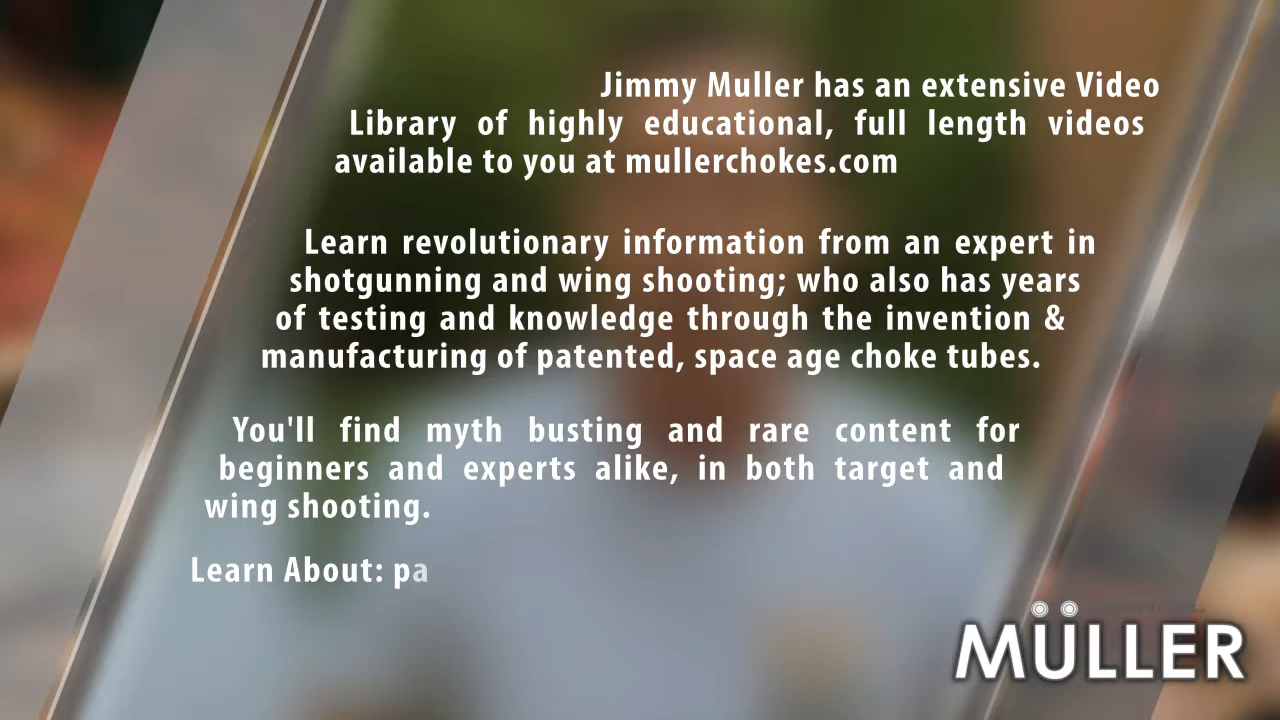 Jimmy Muller has an extensive Video
Library of highly educational, full length videos
available to you at mullerchokes.com
Learn revolutionary information from an expert in
shotgunning and wing shooting; who also has years
of testing and knowledge through the invention &
manufacturing of patented, space age choke tubes.
You'll find myth busting and rare content for
beginners and experts alike, in both target and
wing shooting.
Learn About: pa
MÜLLER